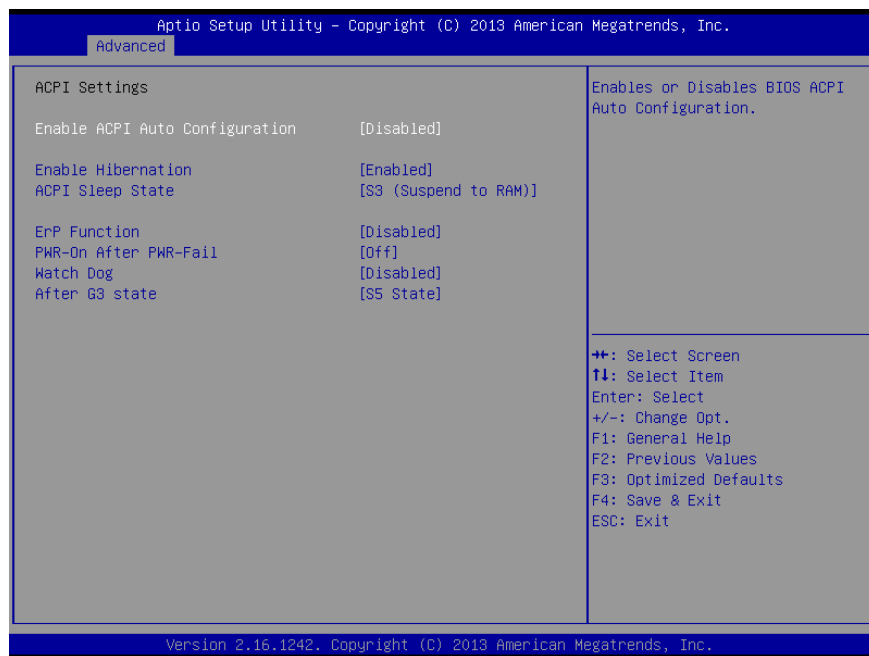 Aptio Setup Utility – Copyright (C) 2013 American Megatrends, Inc.
Advanced
ACPI Settings
Enable ACPI Auto Configuration [Disabled]
Enable Hibernation [Enabled]
ACPI Sleep State [S3 (Suspend to RAM)]
ErP Function [Disabled]
PWR-On After PWR-Fail [Off]
Watch Dog [Disabled]
After G3 state [S5 State]
Enables or Disables BIOS ACPI
Auto Configuration.
→←: Select Screen
↑↓: Select Item
Enter: Select
+/-: Change Opt.
F1: General Help
F2: Previous Values
F3: Optimized Defaults
F4: Save & Exit
ESC: Exit
Version 2.16.1242. Copyright (C) 2013 American Megatrends, Inc.